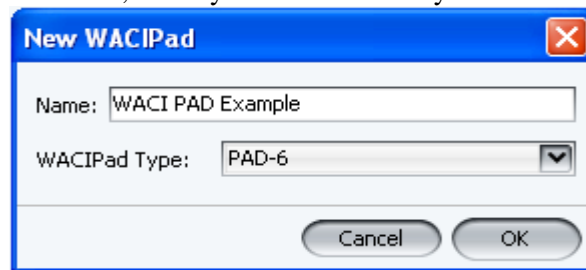 New WACIPad
Name: WACI PAD Example
WACIPad Type: PAD-6
Cancel OK